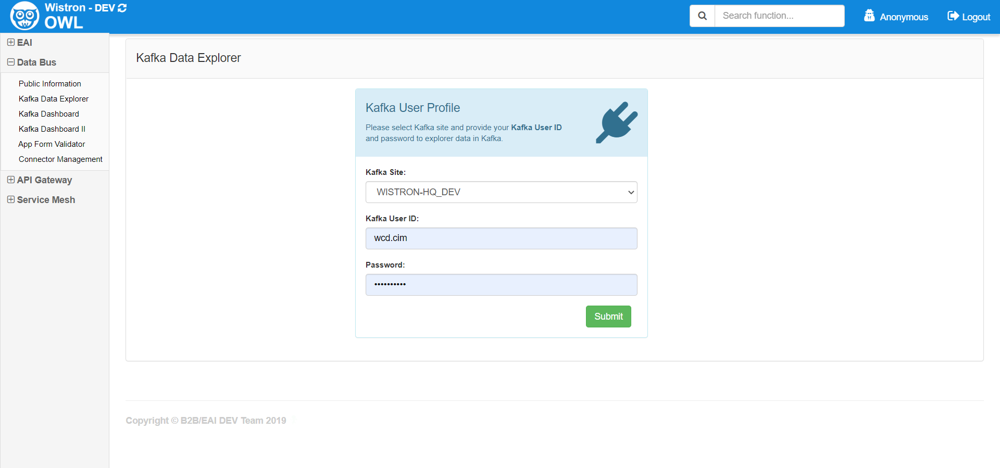 Wistron - DEV
OWL
W
Search function...
Anonymous
Logout
EAI
Data Bus
Public Information
Kafka Data Explorer
Kafka Dashboard
Kafka Dashboard II
App Form Validator
Connector Management
API Gateway
Service Mesh
Kafka Data Explorer
Kafka User Profile
Please select Kafka site and provide your Kafka User ID
and password to explorer data in Kafka.
Kafka Site:
WISTRON-HQ_DEV
Kafka User ID:
wcd.cim
Password:
••••••••••
Submit
Copyright © B2B/EAI DEV Team 2019